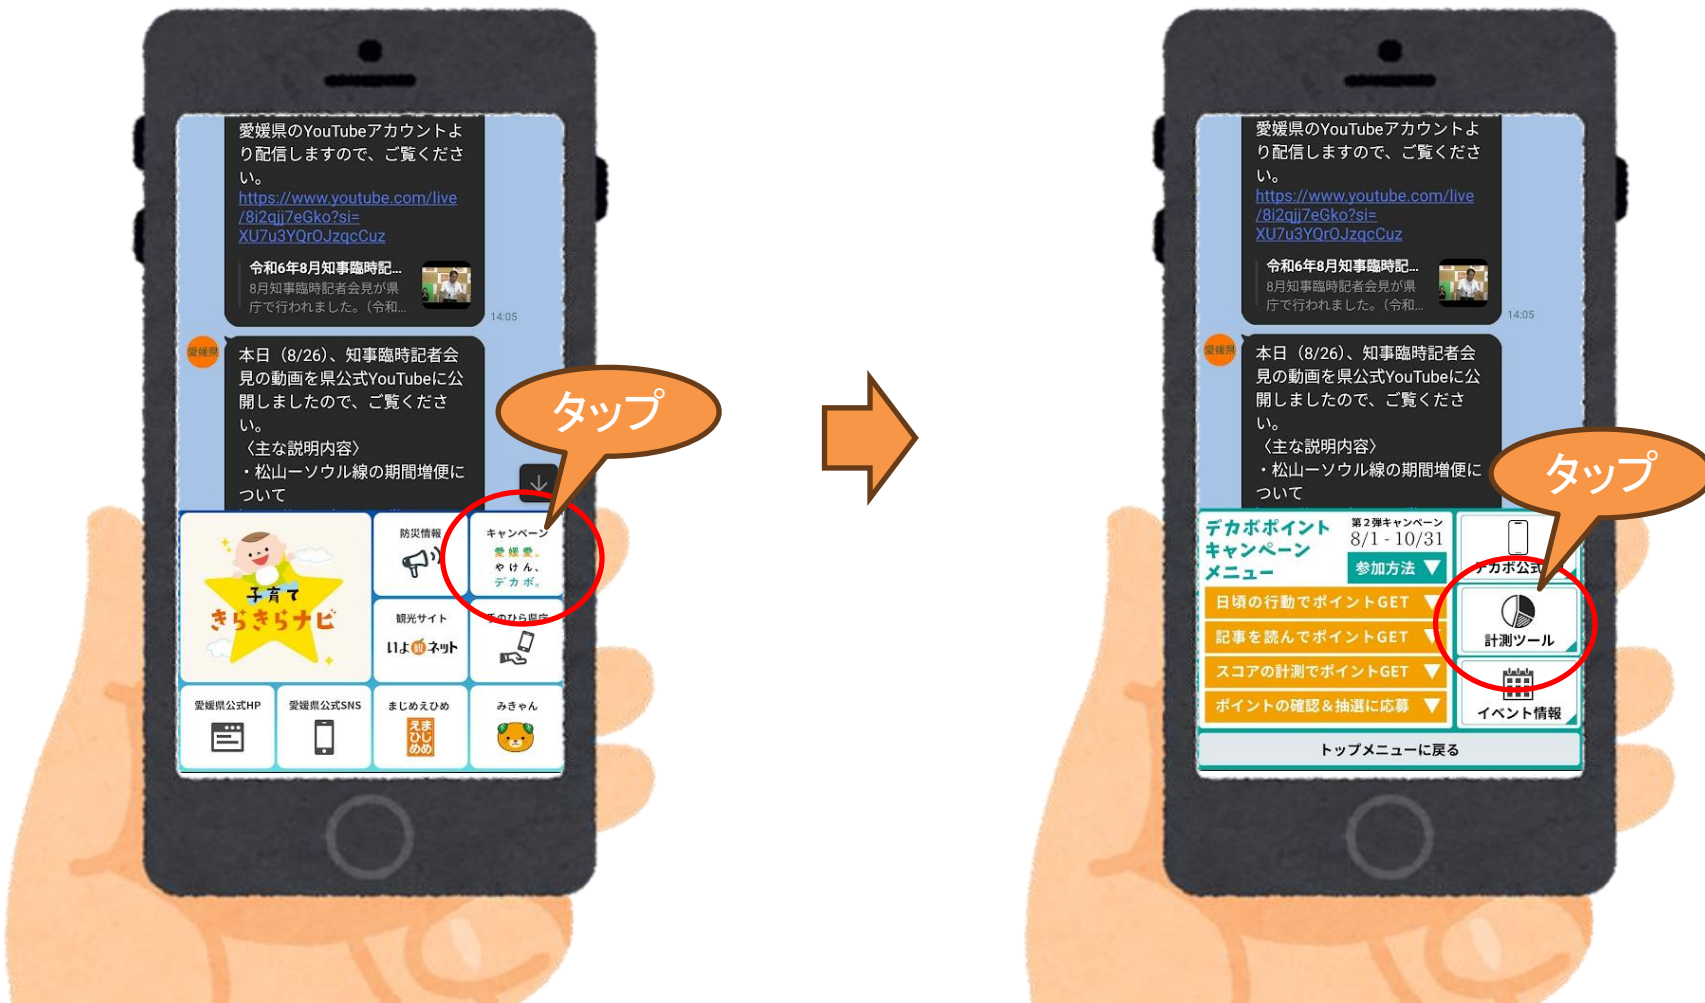 愛媛県のYouTubeアカウントよ
り配信しますので、ご覧くださ
い。
https://www.youtube.com/live
/8i2qjj7eGko?si=
XU7u3YQrOJzqcCuz
令和6年8月知事臨時記...
8月知事臨時記者会見が県
庁で行われました。（令和...
14:05
愛媛県
本日（8/26）、知事臨時記者会
見の動画を県公式YouTubeに公
開しましたので、ご覧くださ
い。
〈主な説明内容〉
・松山ーソウル線の期間増便に
ついて
タップ
子育て
きらきらナビ
防災情報
キャンペーン
愛媛愛。
やけん、
デカボ。
観光サイト
いよ観ネット
手のひら県庁
愛媛県公式HP
愛媛県公式SNS
まじめえひめ
まじめ
えひめ
みきゃん
愛媛県のYouTubeアカウントよ
り配信しますので、ご覧くださ
い。
https://www.youtube.com/live
/8i2qjj7eGko?si=
XU7u3YQrOJzqcCuz
令和6年8月知事臨時記...
8月知事臨時記者会見が県
庁で行われました。（令和...
14:05
愛媛県
本日（8/26）、知事臨時記者会
見の動画を県公式YouTubeに公
開しましたので、ご覧くださ
い。
〈主な説明内容〉
・松山ーソウル線の期間増便に
ついて
タップ
デカボポイント
キャンペーン
メニュー
第2弾キャンペーン
8/1 - 10/31
参加方法 ▼
日頃の行動でポイントGET ▼
記事を読んでポイントGET ▼
スコアの計測でポイントGET ▼
ポイントの確認＆抽選に応募 ▼
デカボ公式
計測ツール
イベント情報
トップメニューに戻る